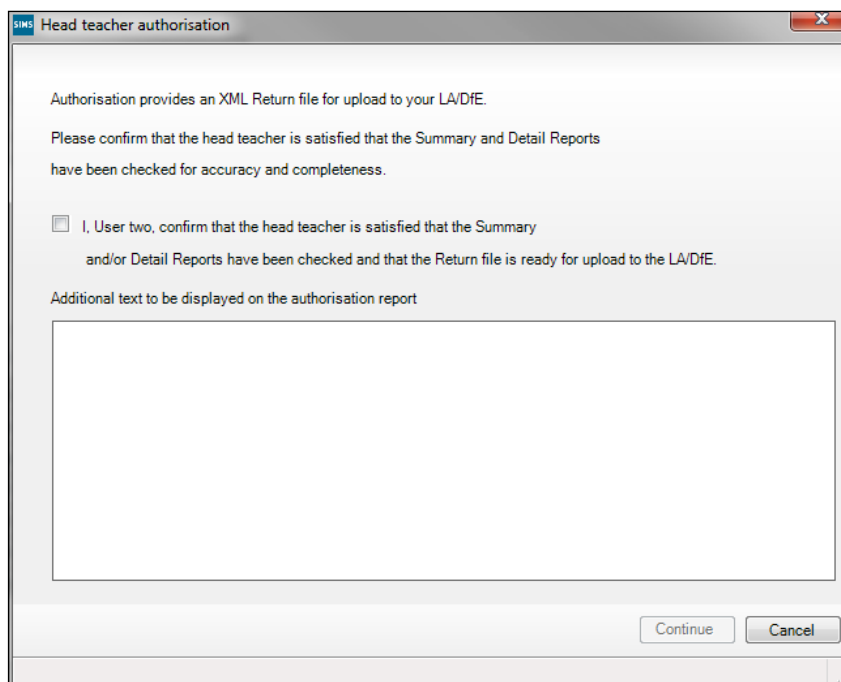 SIMS Head teacher authorisation
Authorisation provides an XML Return file for upload to your LA/DfE.
Please confirm that the head teacher is satisfied that the Summary and Detail Reports
have been checked for accuracy and completeness.
I, User two, confirm that the head teacher is satisfied that the Summary
and/or Detail Reports have been checked and that the Return file is ready for upload to the LA/DfE.
Additional text to be displayed on the authorisation report
Continue Cancel